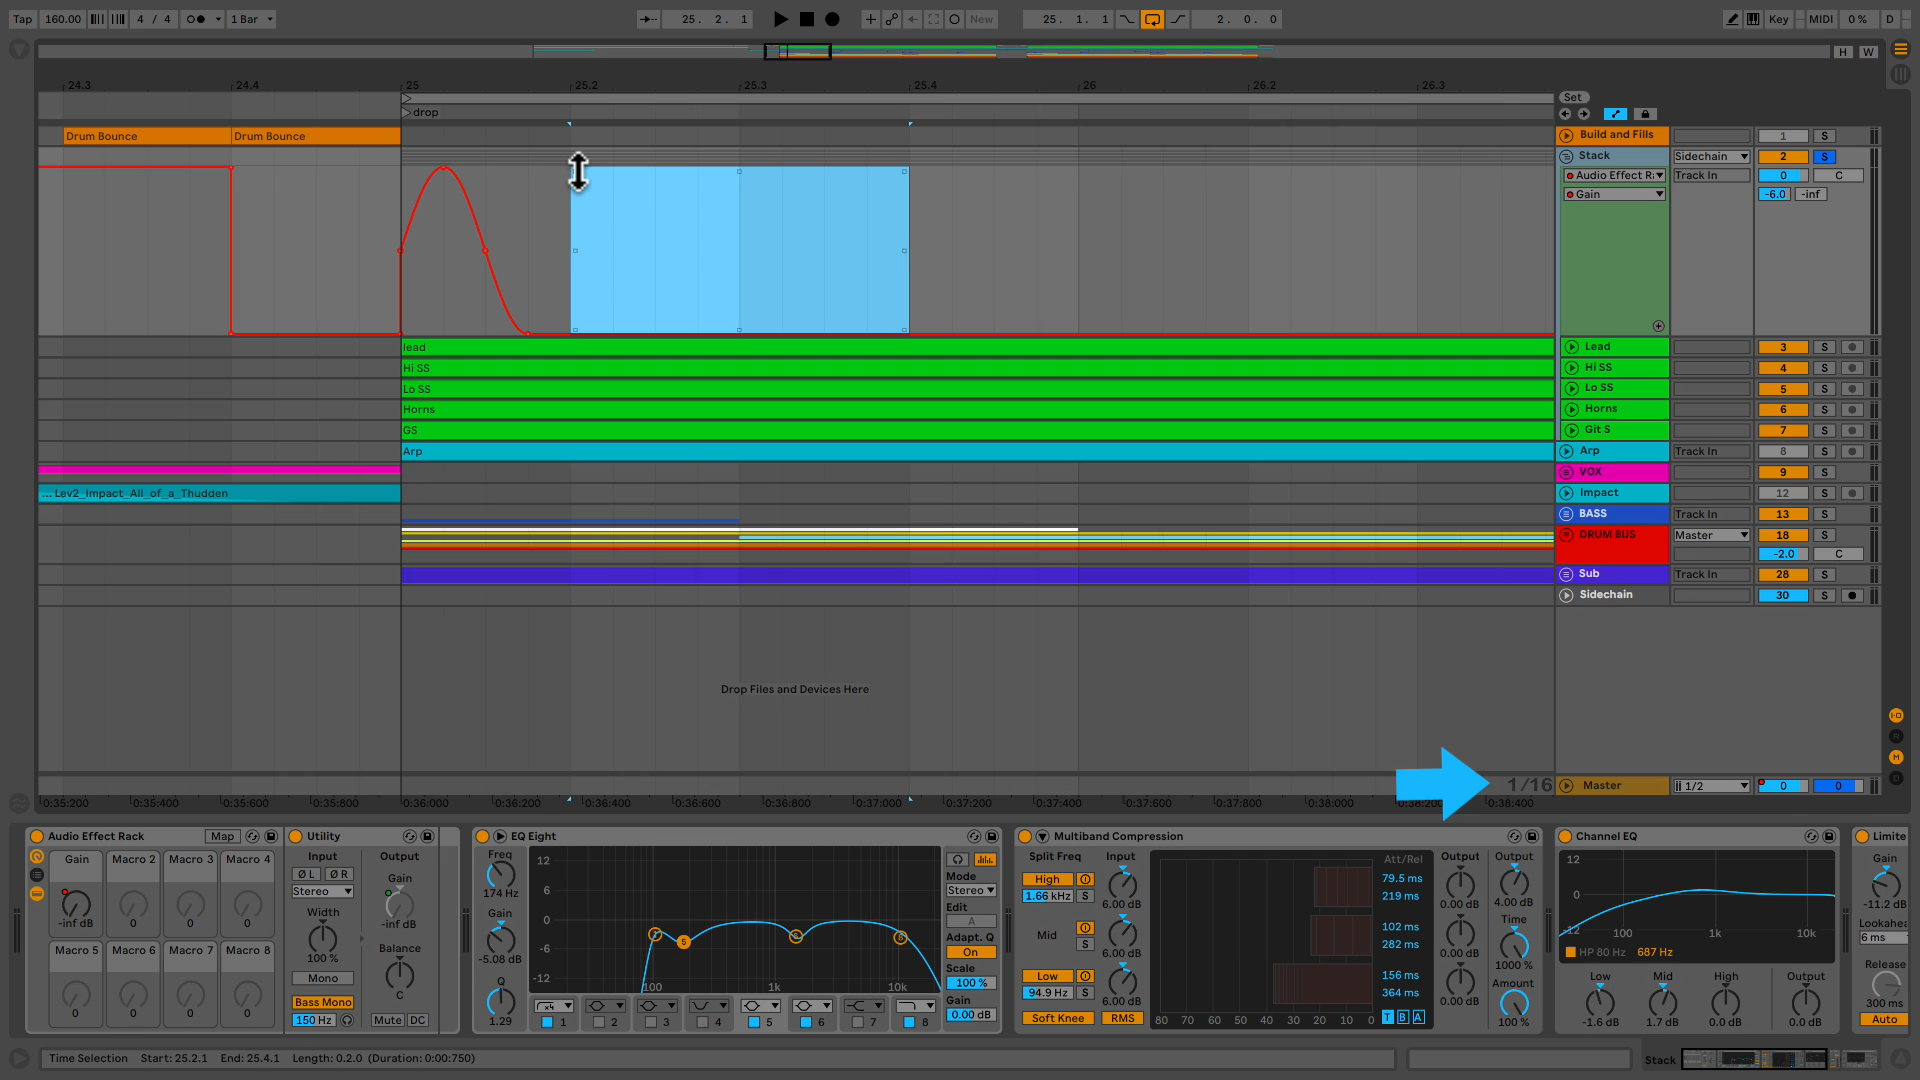 Tap 160.00 4 / 4 1 Bar 25. 2. 1 New 25. 1. 1 2. 0. 0 Key MIDI 0 % D
H W
24.3 24.4 25 25.2 25.3 25.4 26 26.2 26.3
Set
drop
Drum Bounce Drum Bounce Build and Fills 1 S
Stack Sidechain 2 S
Audio Effect R Track In 0 C
Gain -6.0 -inf
lead Lead 3 S
Hi SS Hi SS 4 S
Lo SS Lo SS 5 S
Horns Horns 6 S
GS Git S 7 S
Arp Arp Track In 8 S
VOX 9 S
... Lev2_Impact_All_of_a_Thudden Impact 12 S
BASS Track In 13 S
DRUM BUS Master 18 S
-2.0 C
Sub Track In 28 S
Sidechain 30 S
Drop Files and Devices Here
1/16 Master 1/2 0 0
0:35:200 0:35:400 0:35:600 0:35:800 0:36:000 0:36:200 0:36:400 0:36:600 0:36:800 0:37:000 0:37:200 0:37:400 0:37:600 0:37:800 0:38:000 0:38:200 0:38:400
I·O
R
M
D
Audio Effect Rack Map
Gain Macro 2 Macro 3 Macro 4
-inf dB 0 0 0
Macro 5 Macro 6 Macro 7 Macro 8
0 0 0 0
Utility
Input Output
Ø L Ø R Gain
Stereo
Width -inf dB
100 % Balance
Mono
Bass Mono C
150 Hz Mute DC
EQ Eight
Freq
174 Hz
Gain
-5.08 dB
Q
1.29
12
6
0
-6
-12
100 1k 10k
5
x4
1 2 3 4 5 6 7 8
Mode
Stereo
Edit
A
Adapt. Q
On
Scale
100 %
Gain
0.00 dB
Multiband Compression
Split Freq Input Att/Rel Output Output
High 79.5 ms
1.66 kHz S 6.00 dB 219 ms 0.00 dB 4.00 dB
Mid 102 ms Time
S 6.00 dB 282 ms 0.00 dB 1000 %
Low 156 ms Amount
94.9 Hz S 6.00 dB 364 ms 0.00 dB
Soft Knee RMS 80 70 60 50 40 30 20 10 0 T B A 100 %
Channel EQ
12
0
-12 100 1k 10k
HP 80 Hz 687 Hz
Low Mid High Output
-1.6 dB 1.7 dB 0.0 dB 0.0 dB
Limite
Gain
-11.2 dB
Lookahea
6 ms
Release
300 ms
Auto
Time Selection Start: 25.2.1 End: 25.4.1 Length: 0.2.0 (Duration: 0:00:750) Stack